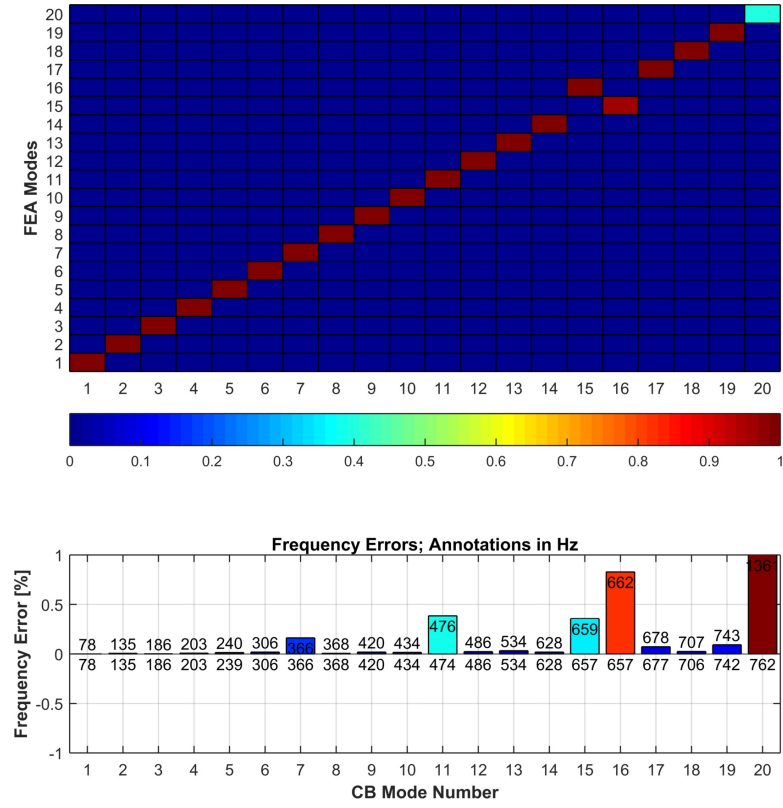 20
19
18
17
16
15
14
13
12
11
10
9
8
7
6
5
4
3
2
1
FEA Modes
1 2 3 4 5 6 7 8 9 10 11 12 13 14 15 16 17 18 19 20
0 0.1 0.2 0.3 0.4 0.5 0.6 0.7 0.8 0.9 1
Frequency Errors; Annotations in Hz
1
0.5
0
-0.5
-1
Frequency Error [%]
78 135 186 203 240 306 366 368 420 434 476 486 534 628 659 662 678 707 743 1361
78 135 186 203 239 306 366 368 420 434 474 486 534 628 657 657 677 706 742 762
1 2 3 4 5 6 7 8 9 10 11 12 13 14 15 16 17 18 19 20
CB Mode Number